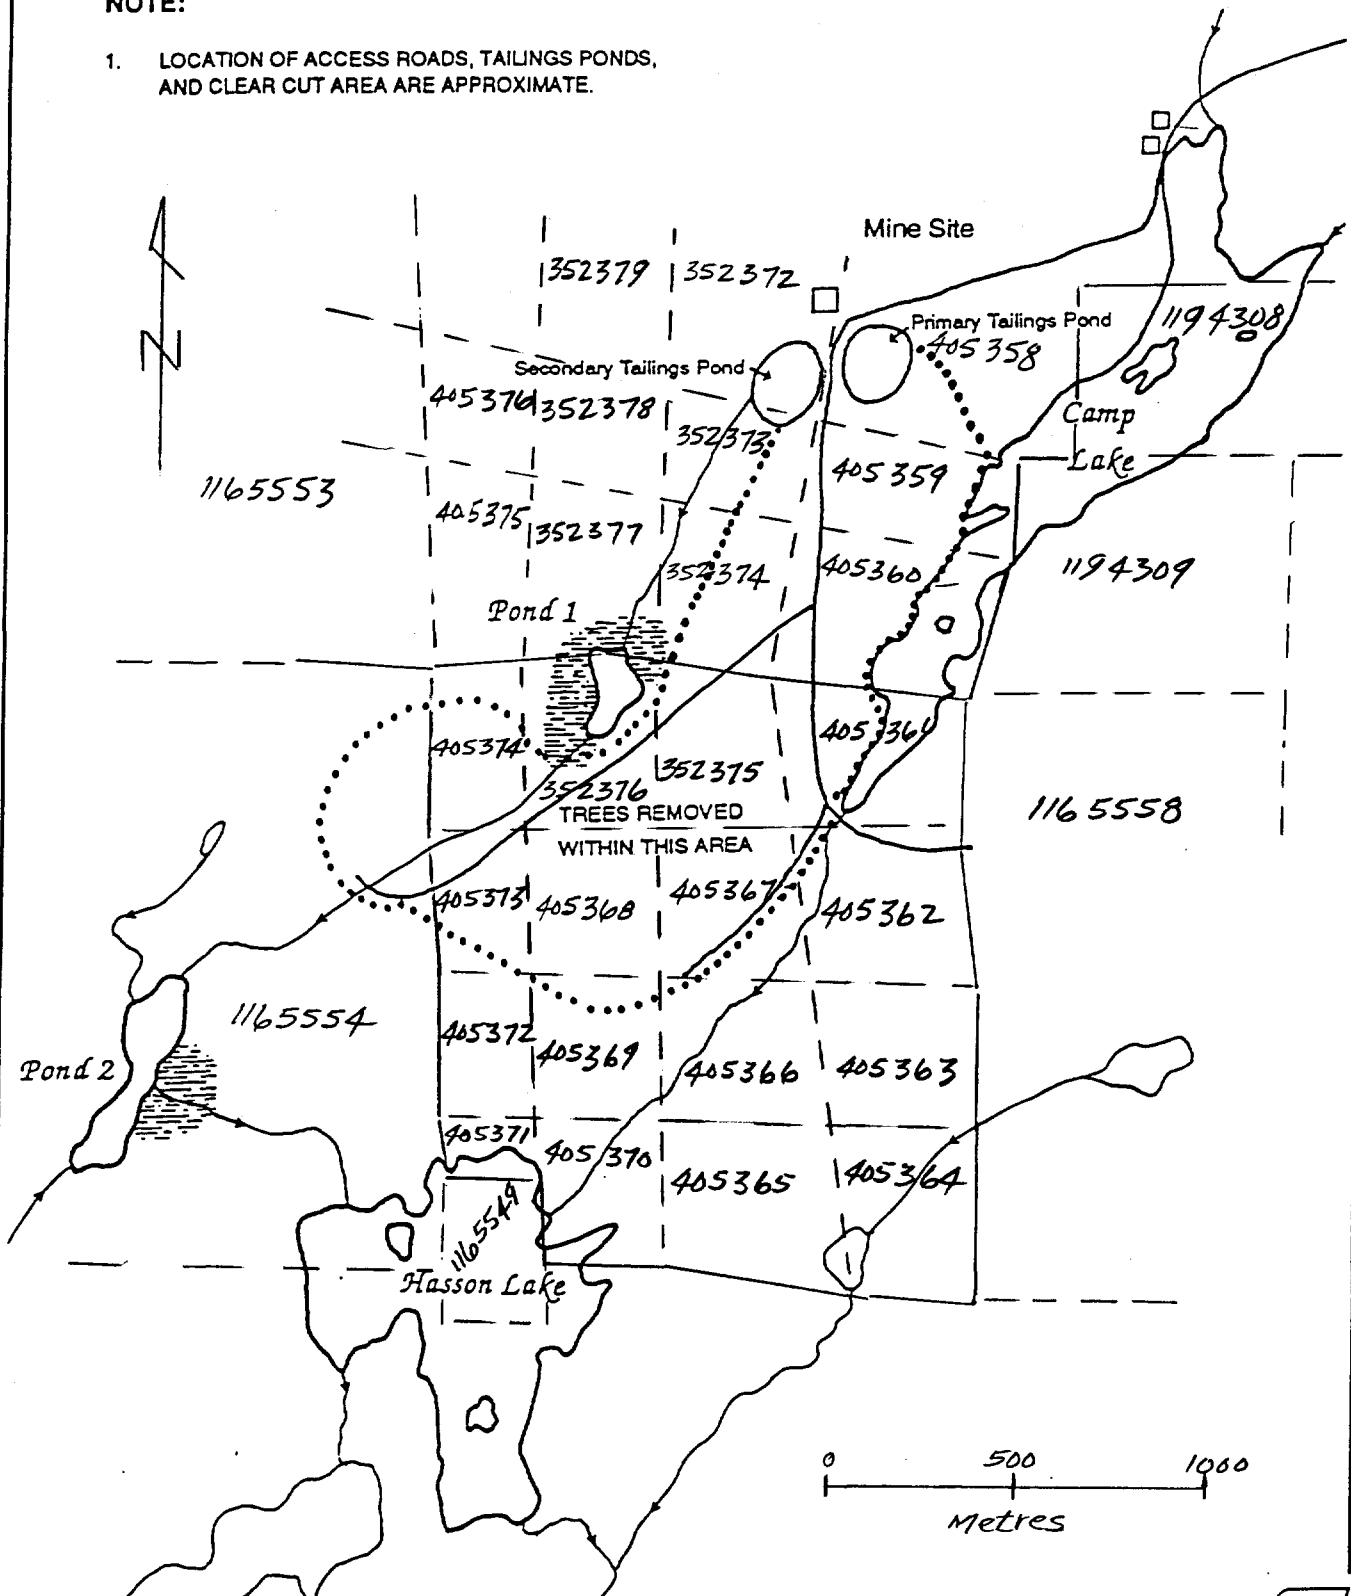 NOTE:
1. LOCATION OF ACCESS ROADS, TAILINGS PONDS,
AND CLEAR CUT AREA ARE APPROXIMATE.
Mine Site
352379
352372
Primary Tailings Pond
1194308
405358
Secondary Tailings Pond
405376
352378
Camp
Lake
352373
405359
1165553
405375
352377
N
352374
405360
1194309
Pond 1
405374
405361
352376
352375
TREES REMOVED
WITHIN THIS AREA
1165558
405373
405368
405367
405362
1165554
405372
405369
405366
405363
Pond 2
405371
405370
405365
405364
1165549
Hasson Lake
0 500 1000
Metres